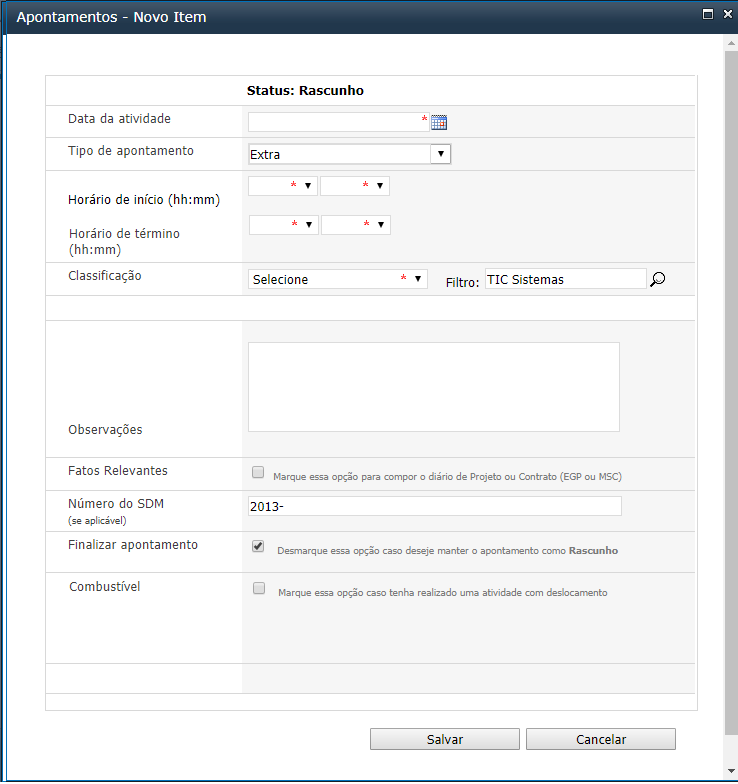 Apontamentos - Novo Item
Status: Rascunho
Data da atividade *
Tipo de apontamento Extra
Horário de início (hh:mm) * *
Horário de término
(hh:mm) * *
Classificação Selecione * Filtro: TIC Sistemas
Observações
Fatos Relevantes Marque essa opção para compor o diário de Projeto ou Contrato (EGP ou MSC)
Número do SDM
(se aplicável) 2013-
Finalizar apontamento Desmarque essa opção caso deseje manter o apontamento como Rascunho
Combustível Marque essa opção caso tenha realizado uma atividade com deslocamento
Salvar Cancelar